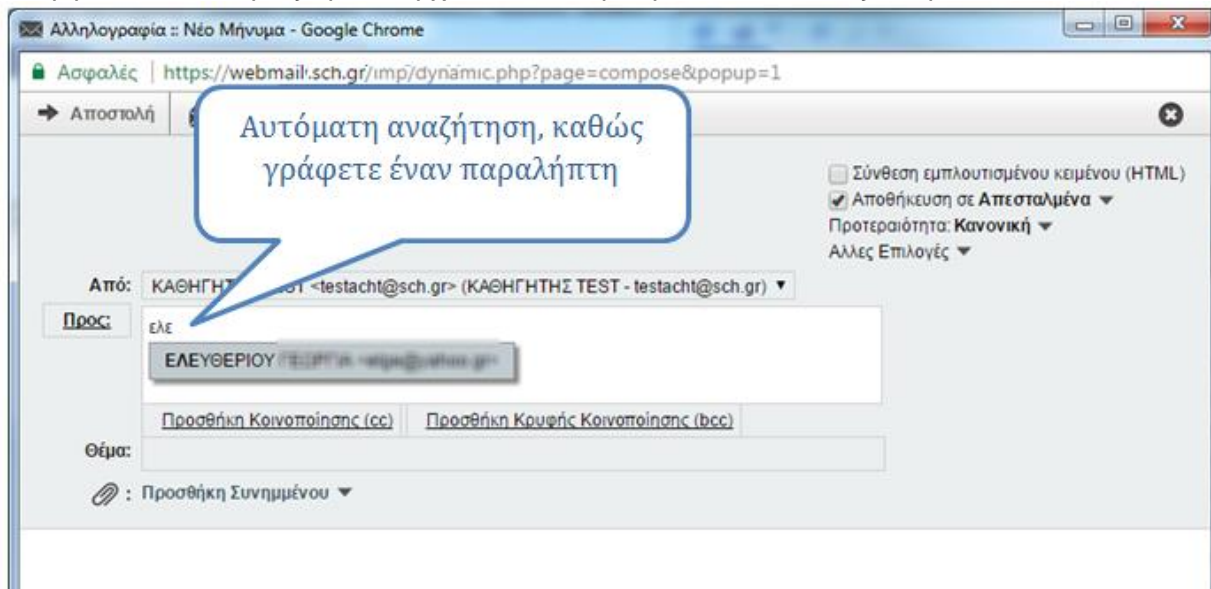 Αλληλογραφία :: Νέο Μήνυμα - Google Chrome
Ασφαλές | https://webmail.sch.gr/imp/dynamic.php?page=compose&popup=1
Αποστολή
Αυτόματη αναζήτηση, καθώς
γράφετε έναν παραλήπτη
Σύνθεση εμπλουτισμένου κειμένου (HTML)
Αποθήκευση σε Απεσταλμένα
Προτεραιότητα: Κανονική
Άλλες Επιλογές
Από: ΚΑΘΗΓΗΤΗΣ TEST <testacht@sch.gr> (ΚΑΘΗΓΗΤΗΣ TEST - testacht@sch.gr)
Προς: ελε
ΕΛΕΥΘΕΡΙΟΥ
Προσθήκη Κοινοποίησης (cc) Προσθήκη Κρυφής Κοινοποίησης (bcc)
Θέμα:
: Προσθήκη Συνημμένου